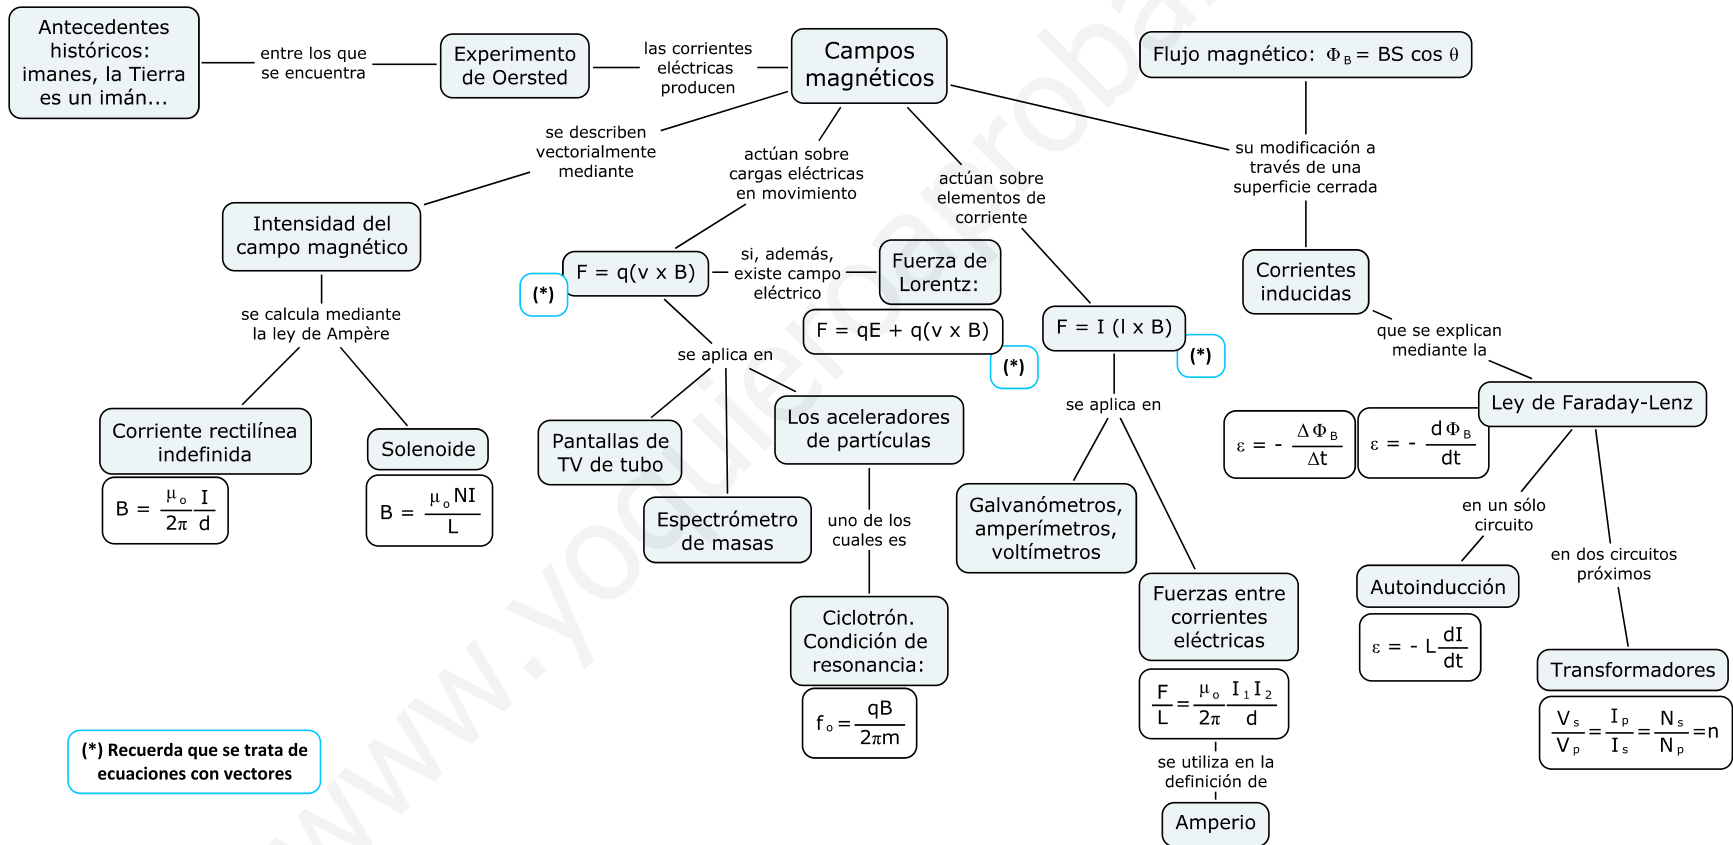 Antecedentes
históricos:
imanes, la Tierra
es un imán...
entre los que
se encuentra
Experimento
de Oersted
las corrientes
eléctricas
producen
Campos
magnéticos
Flujo magnético: Φ_B = BS cos θ
se describen
vectorialmente
mediante
actúan sobre
cargas eléctricas
en movimiento
actúan sobre
elementos de
corriente
su modificación a
través de una
superficie cerrada
Intensidad del
campo magnético
F = q(v x B)
(*)
si, además,
existe campo
eléctrico
Fuerza de
Lorentz:
F = qE + q(v x B)
(*)
F = I (l x B)
(*)
Corrientes
inducidas
se calcula mediante
la ley de Ampère
se aplica en
se aplica en
que se explican
mediante la
Corriente rectilínea
indefinida
B = μ_o/2π I/d
Solenoide
B = μ_o NI/L
Pantallas de
TV de tubo
Espectrómetro
de masas
Los aceleradores
de partículas
uno de los
cuales es
Ciclotrón.
Condición de
resonancia:
f_o = qB/2πm
Galvanómetros,
amperímetros,
voltímetros
Fuerzas entre
corrientes
eléctricas
F/L = μ_o/2π I_1 I_2/d
se utiliza en la
definición de
Amperio
Ley de Faraday-Lenz
ε = - ΔΦ_B/Δt
ε = - dΦ_B/dt
en un sólo
circuito
en dos circuitos
próximos
Autoinducción
ε = - L dI/dt
Transformadores
V_s/V_p = I_p/I_s = N_s/N_p = n
(*) Recuerda que se trata de
ecuaciones con vectores
www.yoquieroaproba